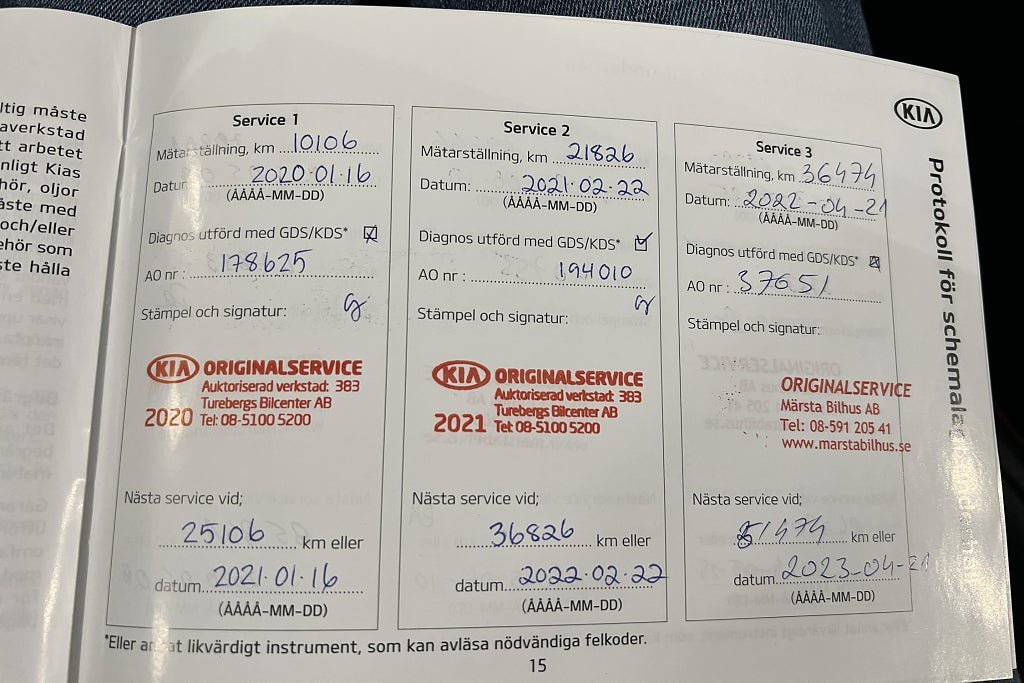 ltig måste
averkstad
tt arbetet
nligt Kias
hör, oljor
åste med
och/eller
ehör som
ste hålla
Service 1
Mätarställning, km 10106
Datum: 2020.01.16
(ÅÅÅÅ-MM-DD)
Diagnos utförd med GDS/KDS*
AO nr : 178625
Stämpel och signatur:
KIA ORIGINALSERVICE
Auktoriserad verkstad: 383
Turebergs Bilcenter AB
2020 Tel: 08-5100 5200
Nästa service vid;
25106 km eller
datum 2021.01.16
(ÅÅÅÅ-MM-DD)
Service 2
Mätarställning, km 21826
Datum: 2021.02.22
(ÅÅÅÅ-MM-DD)
Diagnos utförd med GDS/KDS*
AO nr : 194010
Stämpel och signatur:
KIA ORIGINALSERVICE
Auktoriserad verkstad: 383
Turebergs Bilcenter AB
2021 Tel: 08-5100 5200
Nästa service vid;
36826 km eller
datum 2022.02.22
(ÅÅÅÅ-MM-DD)
Service 3
Mätarställning, km 36474
Datum: 2022-04-21
(ÅÅÅÅ-MM-DD)
Diagnos utförd med GDS/KDS*
AO nr : 37651
Stämpel och signatur:
ORIGINALSERVICE
Märsta Bilhus AB
Tel: 08-591 205 41
www.marstabilhus.se
Nästa service vid;
51474 km eller
datum 2023-04-21
(ÅÅÅÅ-MM-DD)
*Eller annat likvärdigt instrument, som kan avläsa nödvändiga felkoder.
15
KIA
Protokoll för schemalag